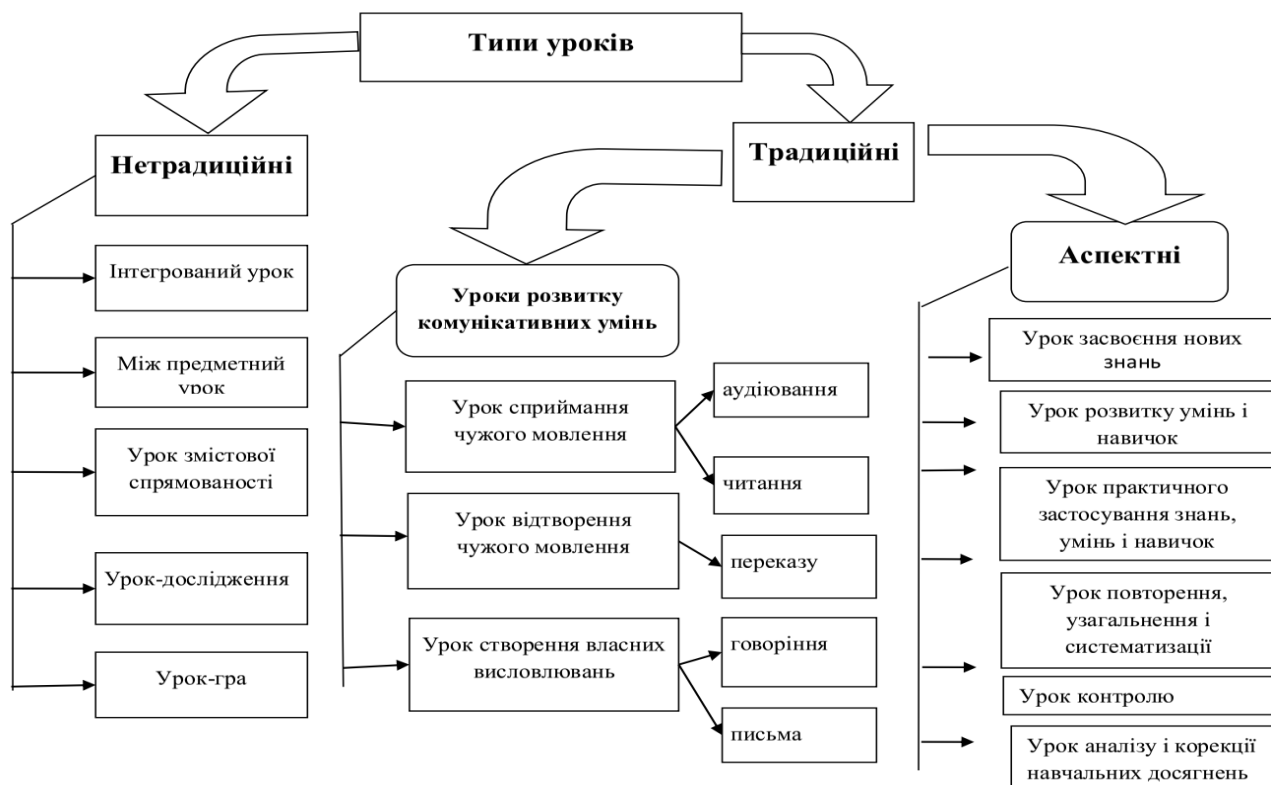 Типи уроків
Нетрадиційні
Традиційні
Інтегрований урок
Між предметний
урок
Урок змістової
спрямованості
Урок-дослідження
Урок-гра
Уроки розвитку
комунікативних умінь
Урок сприймання
чужого мовлення
аудіювання
читання
Урок відтворення
чужого мовлення
переказу
Урок створення власних
висловлювань
говоріння
письма
Аспектні
Урок засвоєння нових
знань
Урок розвитку умінь і
навичок
Урок практичного
застосування знань,
умінь і навичок
Урок повторення,
узагальнення і
систематизації
Урок контролю
Урок аналізу і корекції
навчальних досягнень